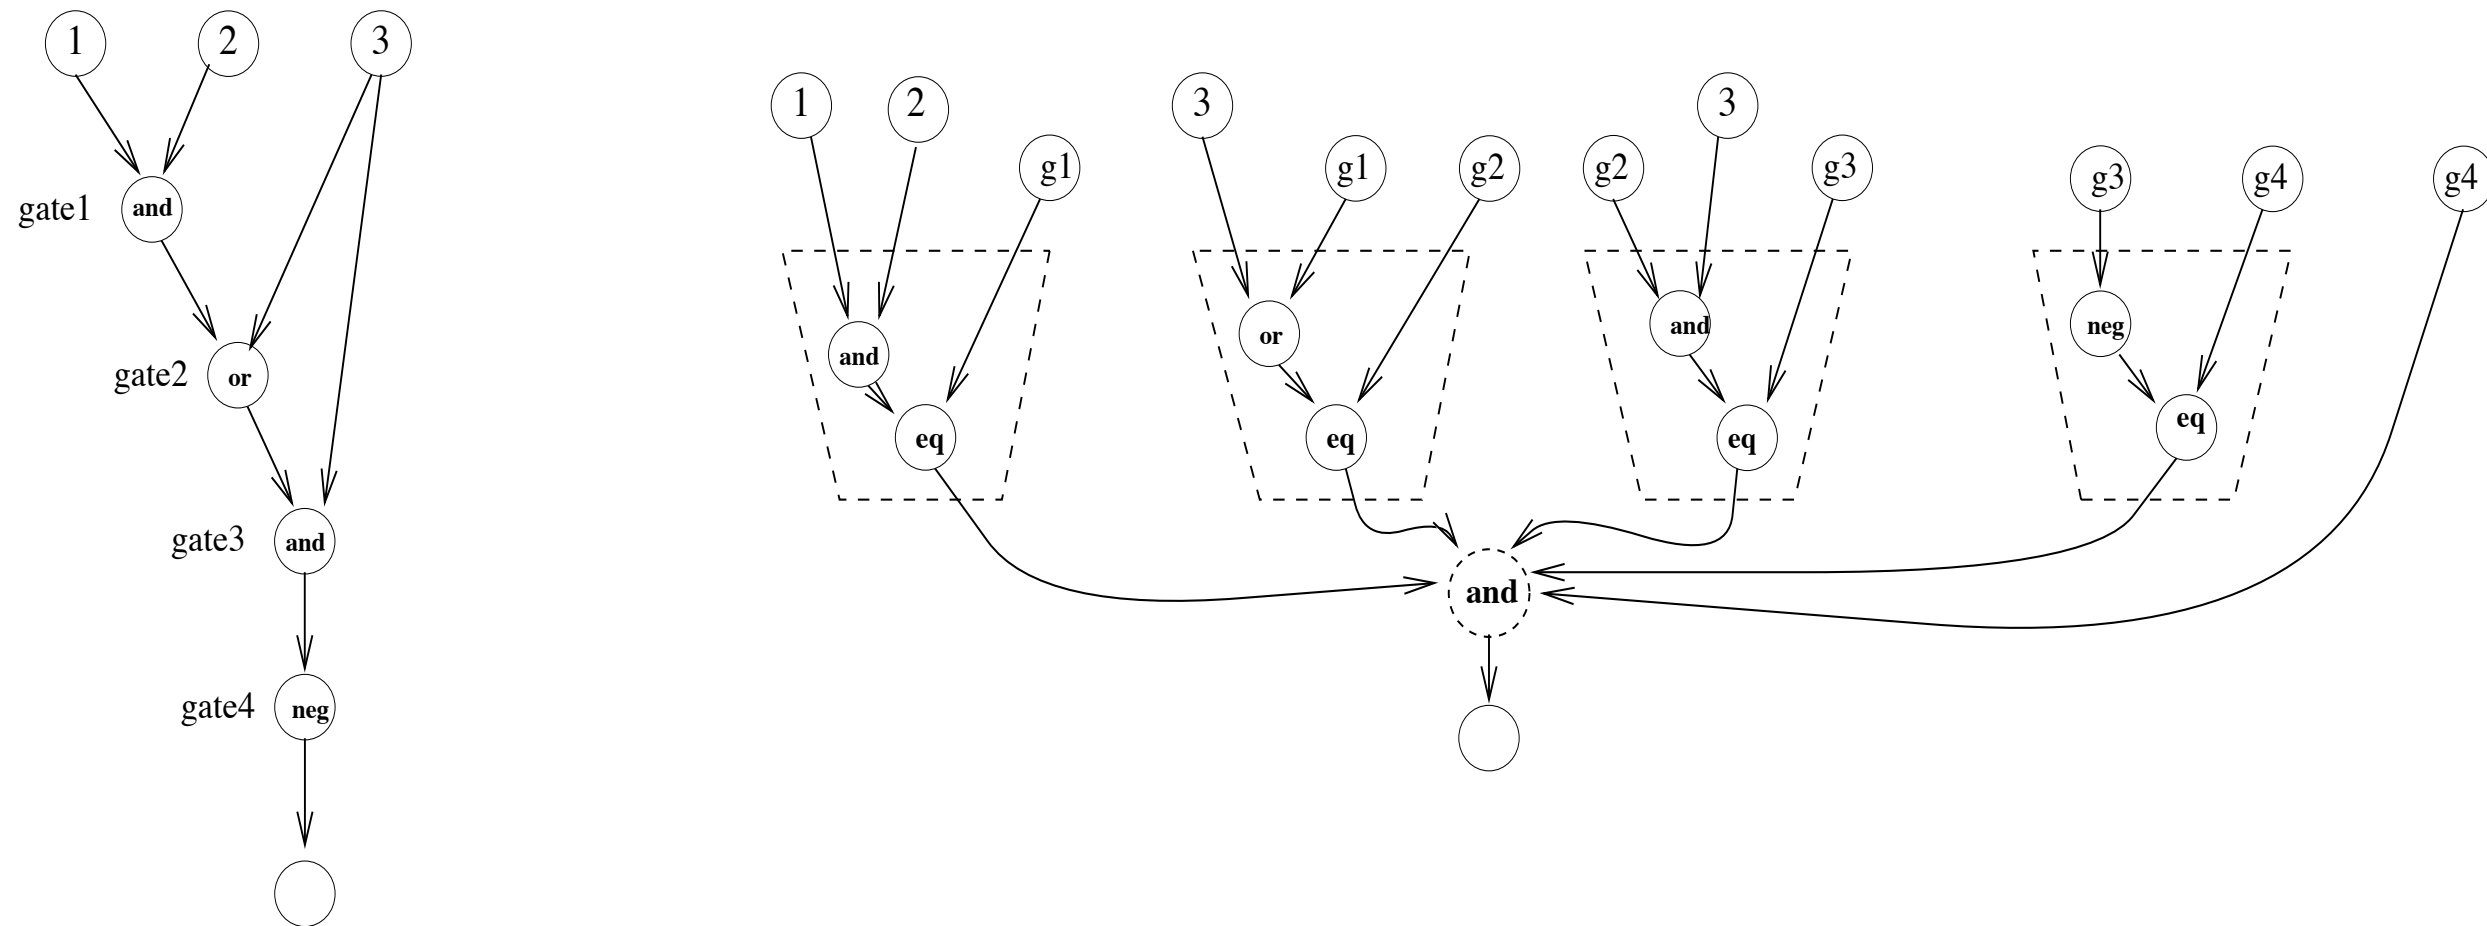 1 2 3
gate1 and
gate2 or
gate3 and
gate4 neg
1 2 g1
and
eq
3 g1 g2
or
eq
g2 3 g3
and
eq
g3 g4
neg
eq
g4
and